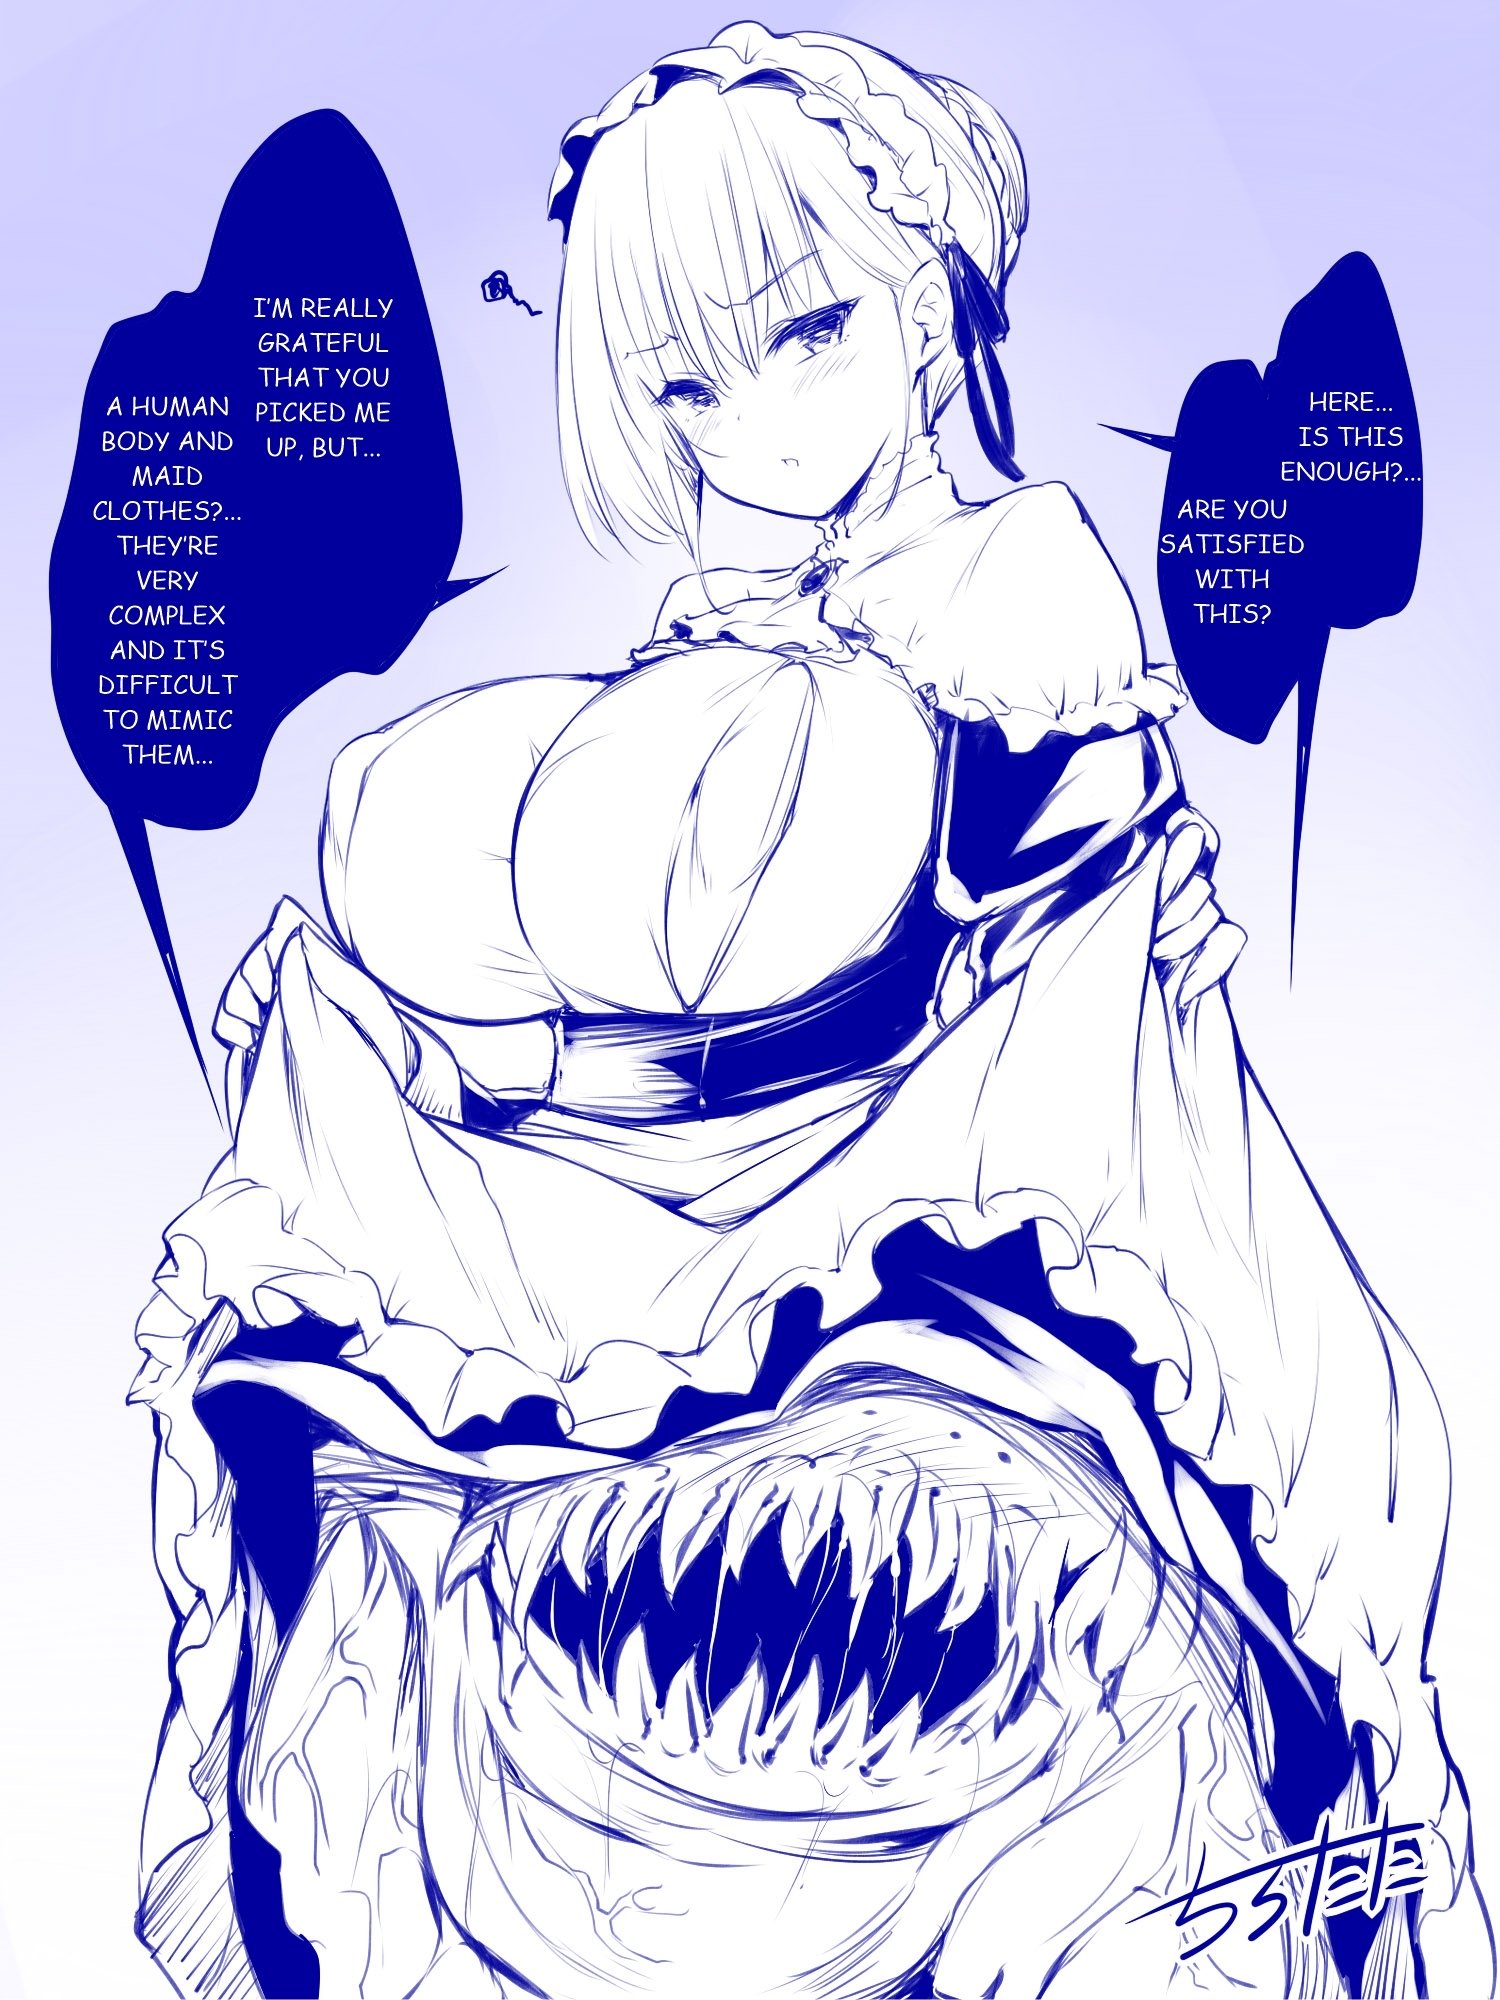 HERE...
IS THIS
ENOUGH?...
ARE YOU
SATISFIED
WITH
THIS?
I'M REALLY
GRATEFUL
THAT YOU
PICKED ME
UP, BUT...
A HUMAN
BODY AND
MAID
CLOTHES?...
THEY'RE
VERY
COMPLEX
AND IT'S
DIFFICULT
TO MIMIC
THEM...